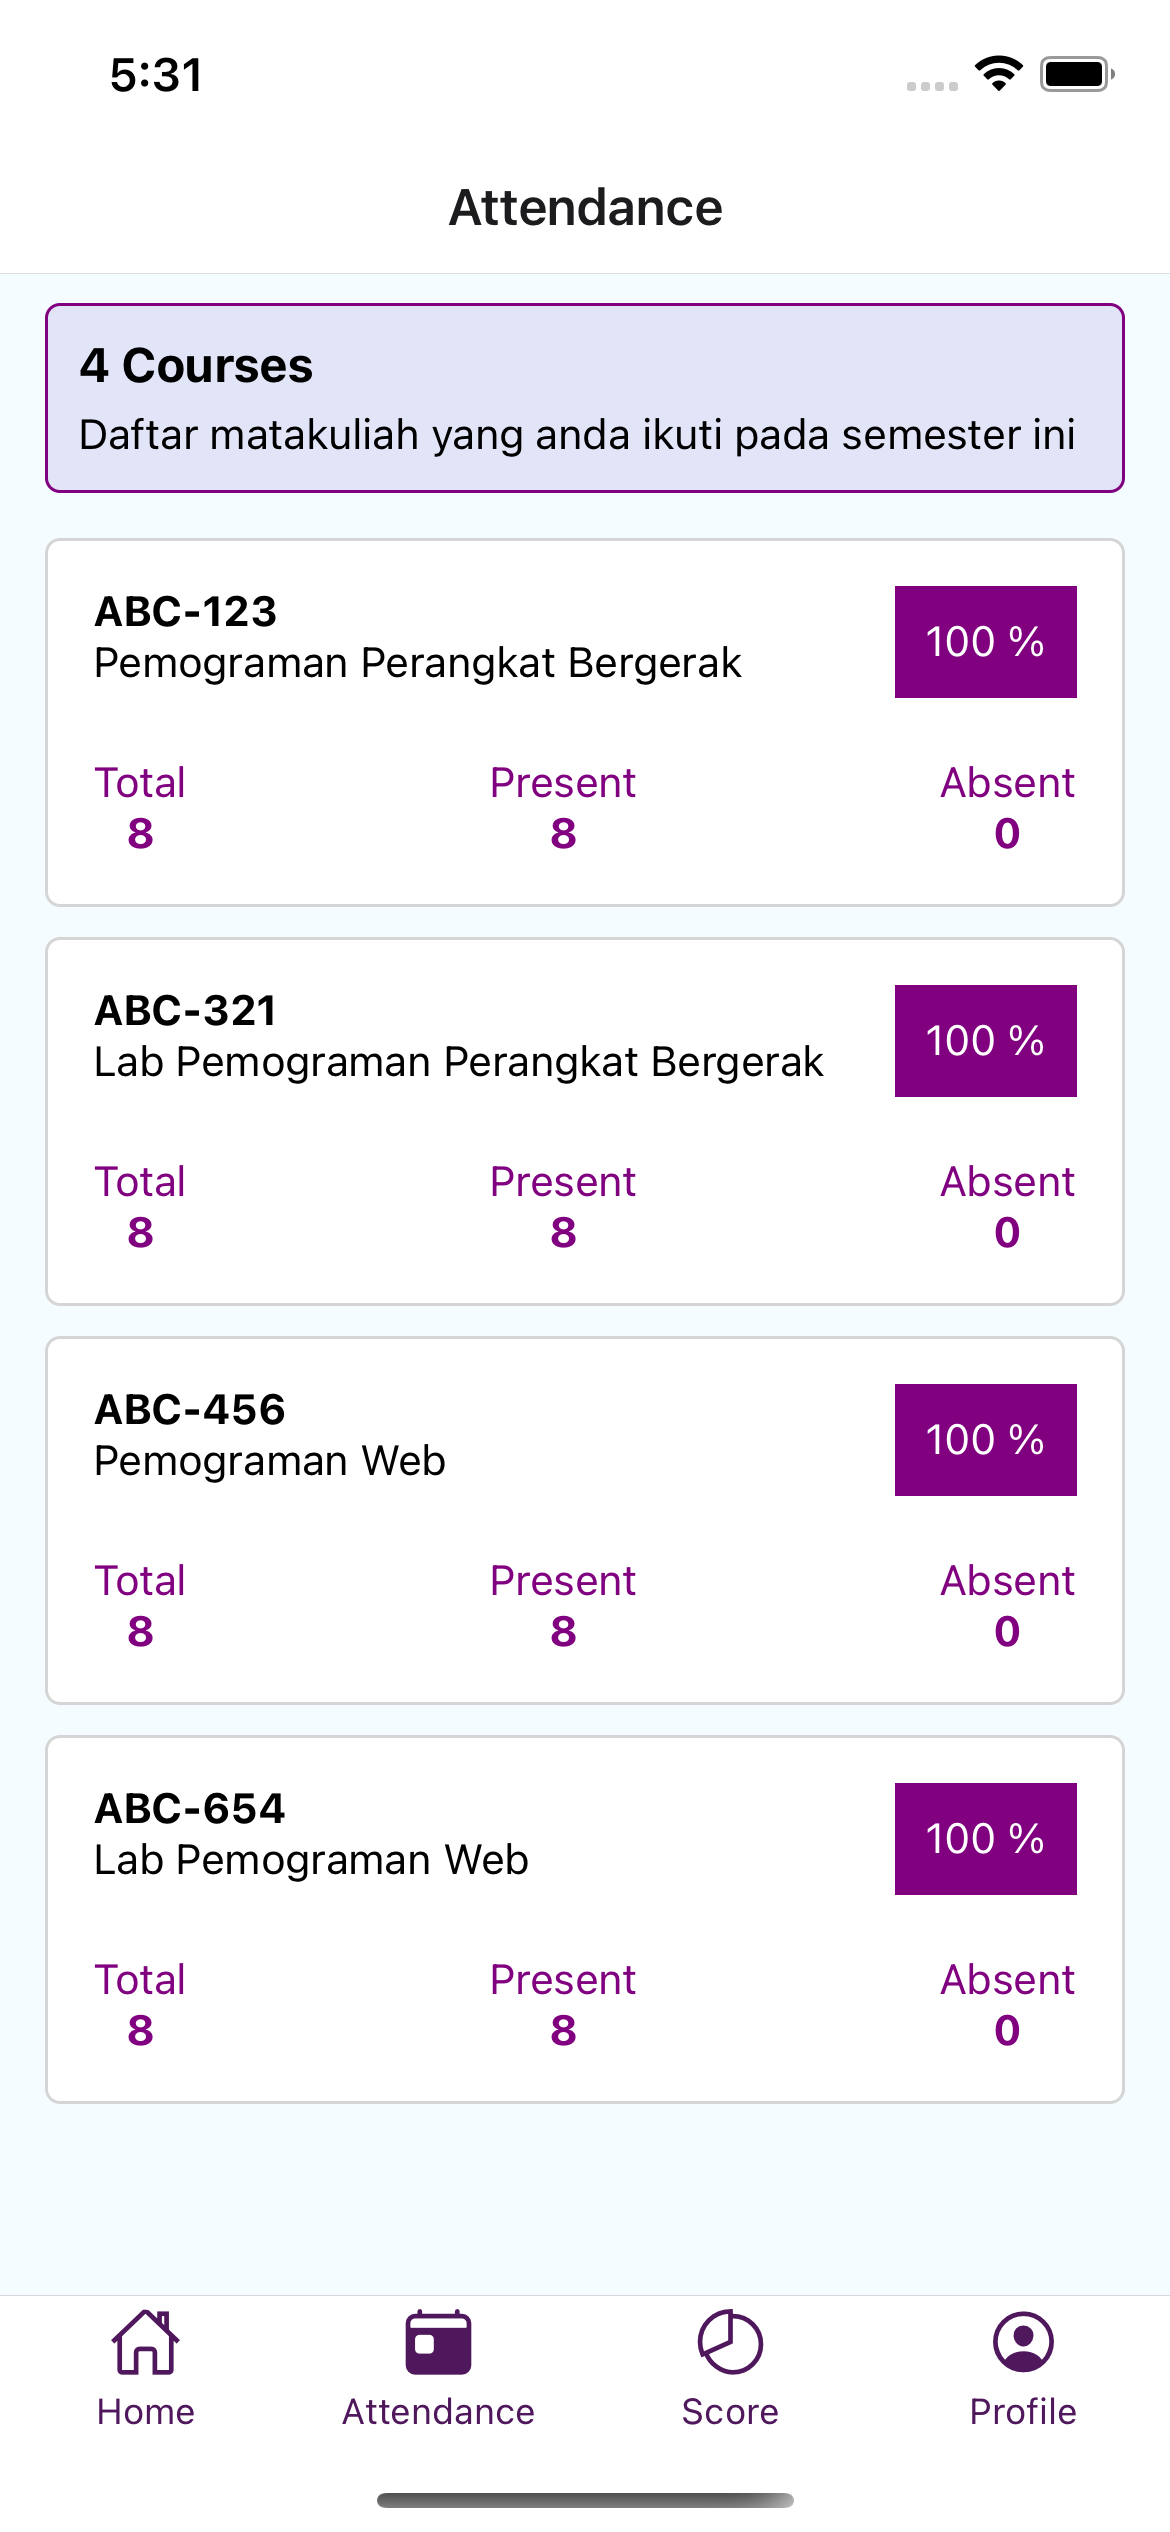 5:31
Attendance
4 Courses
Daftar matakuliah yang anda ikuti pada semester ini
ABC-123
Pemograman Perangkat Bergerak
100 %
Total Present Absent
8 8 0
ABC-321
Lab Pemograman Perangkat Bergerak
100 %
Total Present Absent
8 8 0
ABC-456
Pemograman Web
100 %
Total Present Absent
8 8 0
ABC-654
Lab Pemograman Web
100 %
Total Present Absent
8 8 0
Home Attendance Score Profile